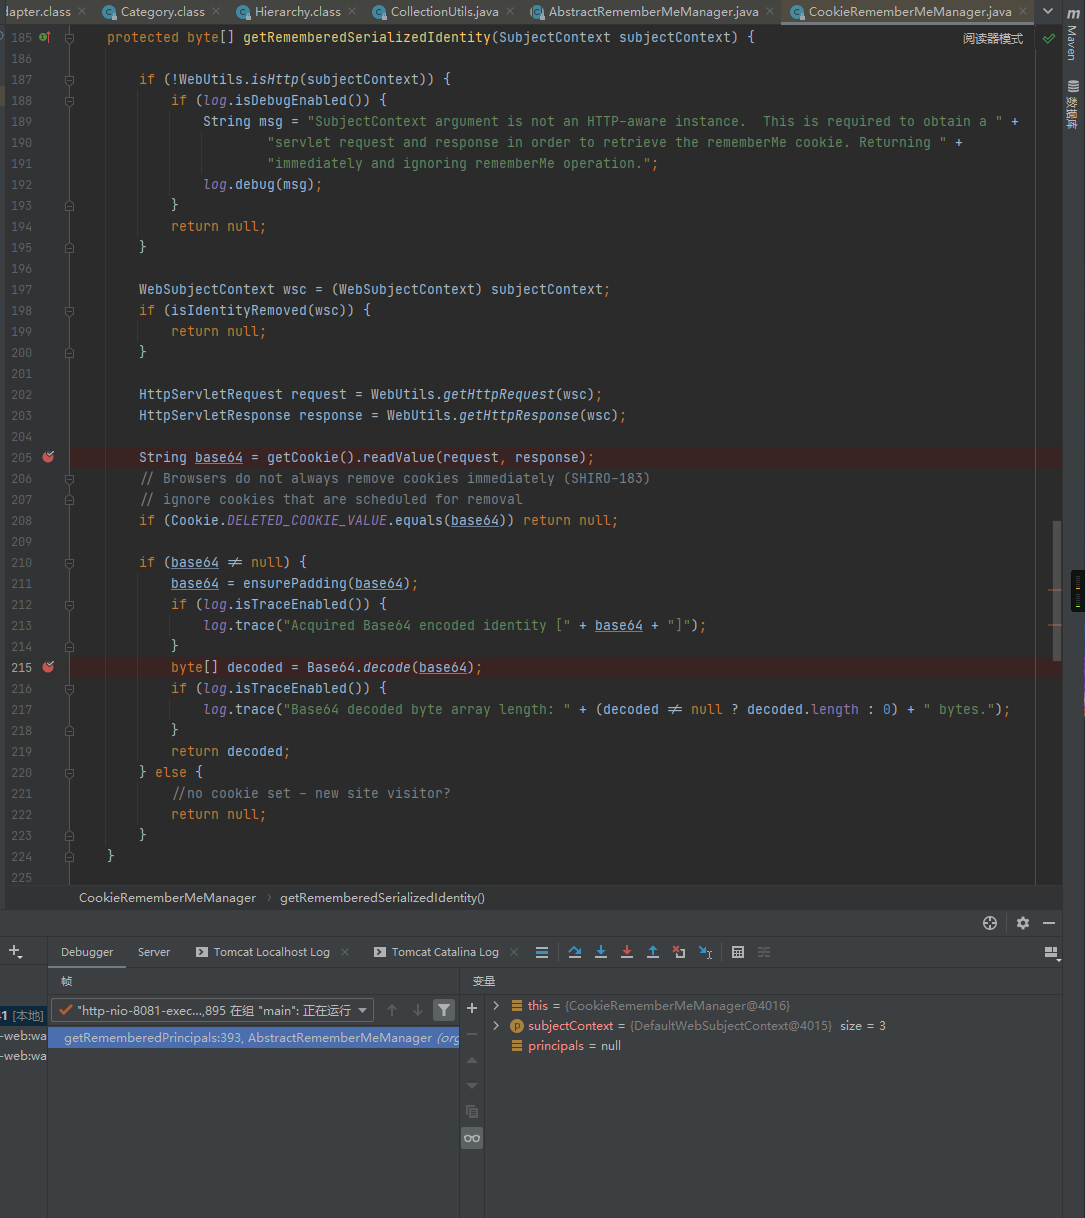 lapter.class Category.class Hierarchy.class CollectionUtils.java AbstractRememberMeManager.java CookieRememberMeManager.java
阅读器模式
m Maven
数据库
185 protected byte[] getRememberedSerializedIdentity(SubjectContext subjectContext) {
186
187 if (!WebUtils.isHttp(subjectContext)) {
188 if (log.isDebugEnabled()) {
189 String msg = "SubjectContext argument is not an HTTP-aware instance.  This is required to obtain a " +
190 "servlet request and response in order to retrieve the rememberMe cookie. Returning " +
191 "immediately and ignoring rememberMe operation.";
192 log.debug(msg);
193 }
194 return null;
195 }
196
197 WebSubjectContext wsc = (WebSubjectContext) subjectContext;
198 if (isIdentityRemoved(wsc)) {
199 return null;
200 }
201
202 HttpServletRequest request = WebUtils.getHttpRequest(wsc);
203 HttpServletResponse response = WebUtils.getHttpResponse(wsc);
204
205 String base64 = getCookie().readValue(request, response);
206 // Browsers do not always remove cookies immediately (SHIRO-183)
207 // ignore cookies that are scheduled for removal
208 if (Cookie.DELETED_COOKIE_VALUE.equals(base64)) return null;
209
210 if (base64 ≠ null) {
211 base64 = ensurePadding(base64);
212 if (log.isTraceEnabled()) {
213 log.trace("Acquired Base64 encoded identity [" + base64 + "]");
214 }
215 byte[] decoded = Base64.decode(base64);
216 if (log.isTraceEnabled()) {
217 log.trace("Base64 decoded byte array length: " + (decoded ≠ null ? decoded.length : 0) + " bytes.");
218 }
219 return decoded;
220 } else {
221 //no cookie set - new site visitor?
222 return null;
223 }
224 }
225
CookieRememberMeManager › getRememberedSerializedIdentity()
Debugger Server Tomcat Localhost Log Tomcat Catalina Log
帧 变量
"http-nio-8081-exec...,895 在组 "main": 正在运行
getRememberedPrincipals:393, AbstractRememberMeManager (org
1 [本地]
-web:wa
-web:wa
this = {CookieRememberMeManager@4016}
p subjectContext = {DefaultWebSubjectContext@4015} size = 3
principals = null